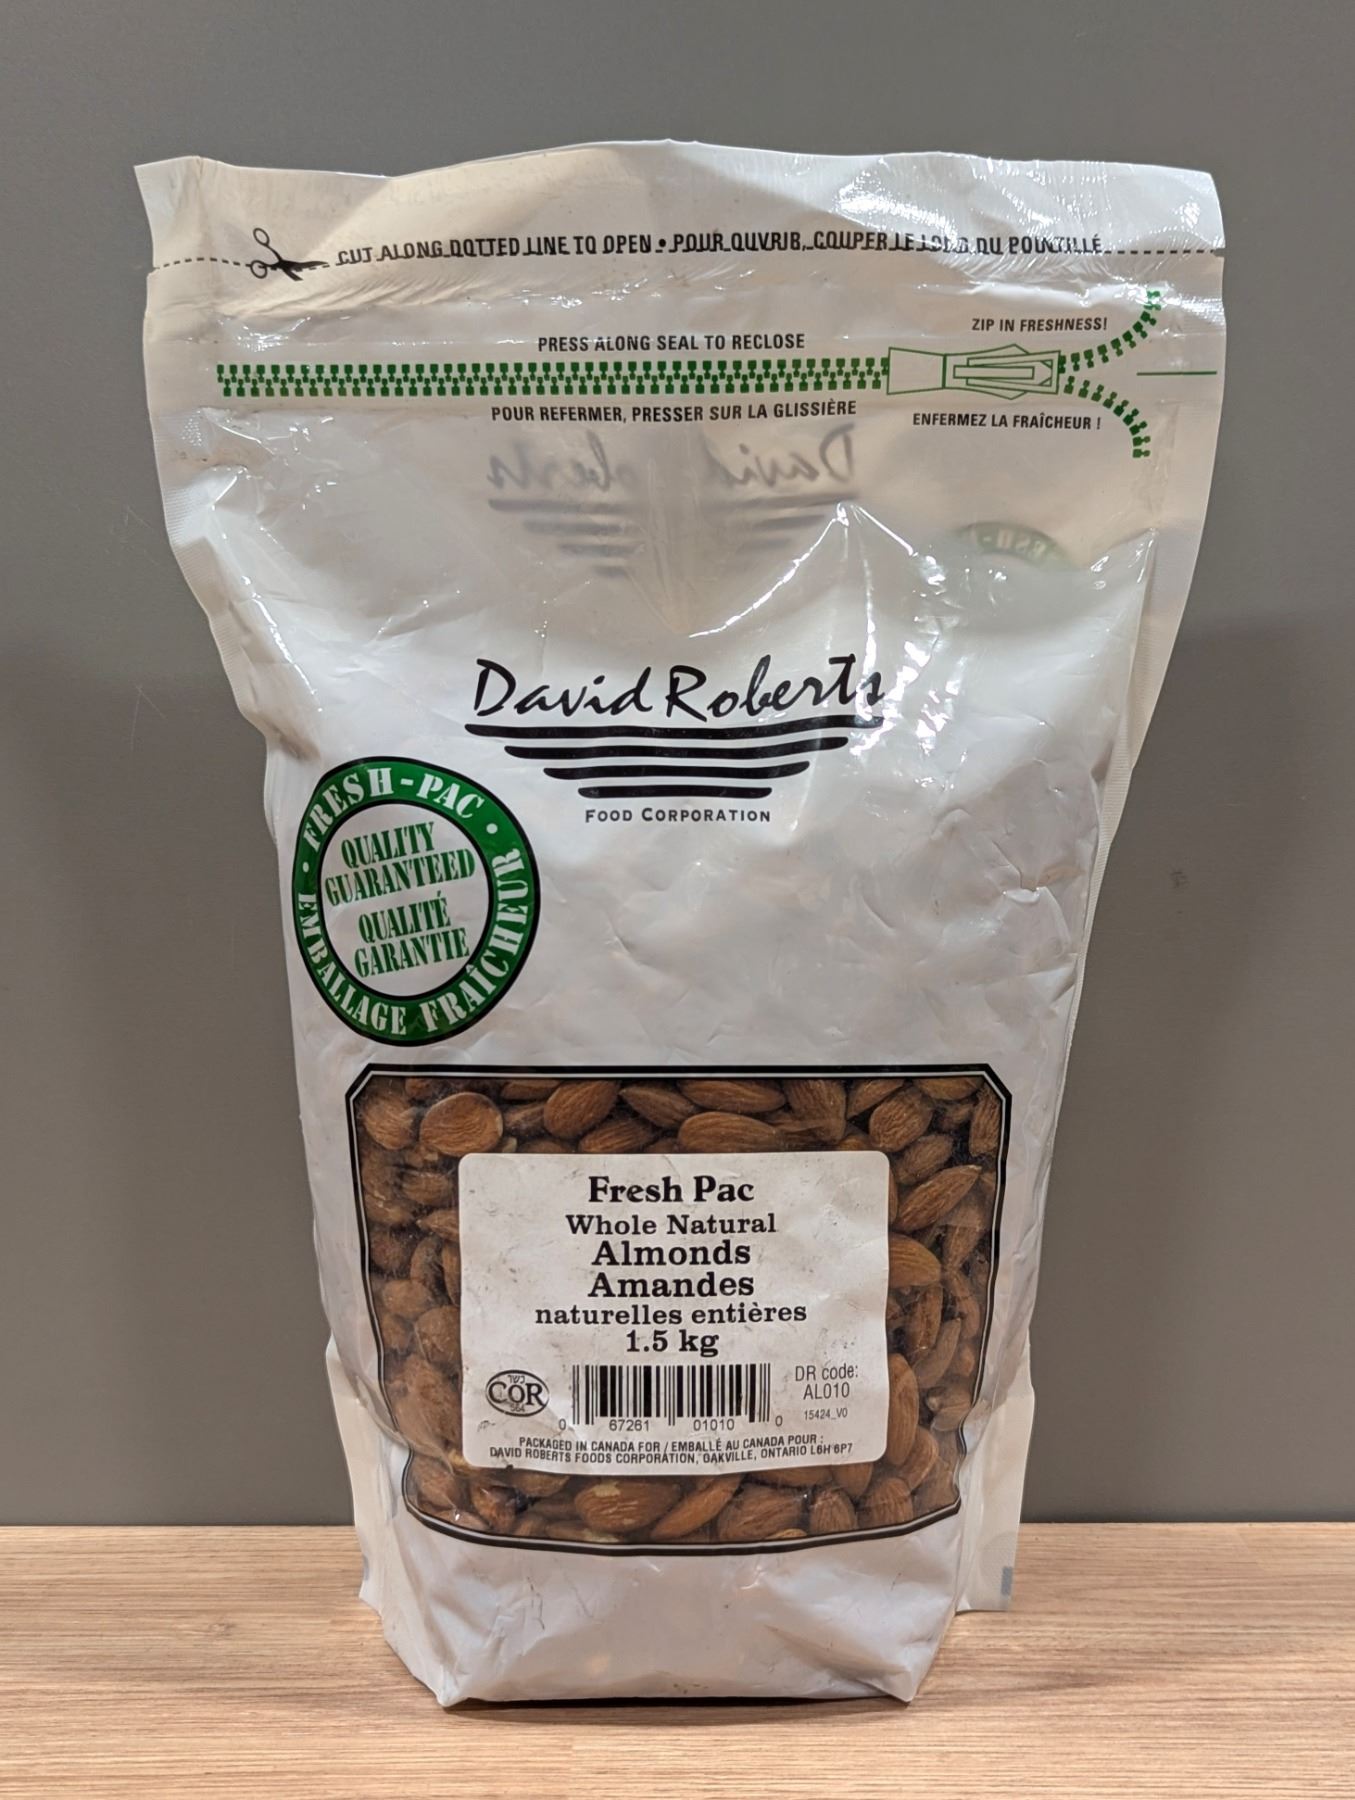 CUT ALONG DOTTED LINE TO OPEN • POUR OUVRIR, COUPER LE LONG DU POINTILLÉ
ZIP IN FRESHNESS!
PRESS ALONG SEAL TO RECLOSE
POUR REFERMER, PRESSER SUR LA GLISSIÈRE
ENFERMEZ LA FRAÎCHEUR !
David Roberts
FOOD CORPORATION
• FRESH-PAC •
QUALITY
GUARANTEED
QUALITÉ
GARANTIE
EMBALLAGE FRAÎCHEUR
Fresh Pac
Whole Natural
Almonds
Amandes
naturelles entières
1.5 kg
כשר
COR
564
0 67261 01010 0
DR code:
AL010
15424_V0
PACKAGED IN CANADA FOR / EMBALLÉ AU CANADA POUR :
DAVID ROBERTS FOODS CORPORATION, OAKVILLE, ONTARIO L6H 6P7